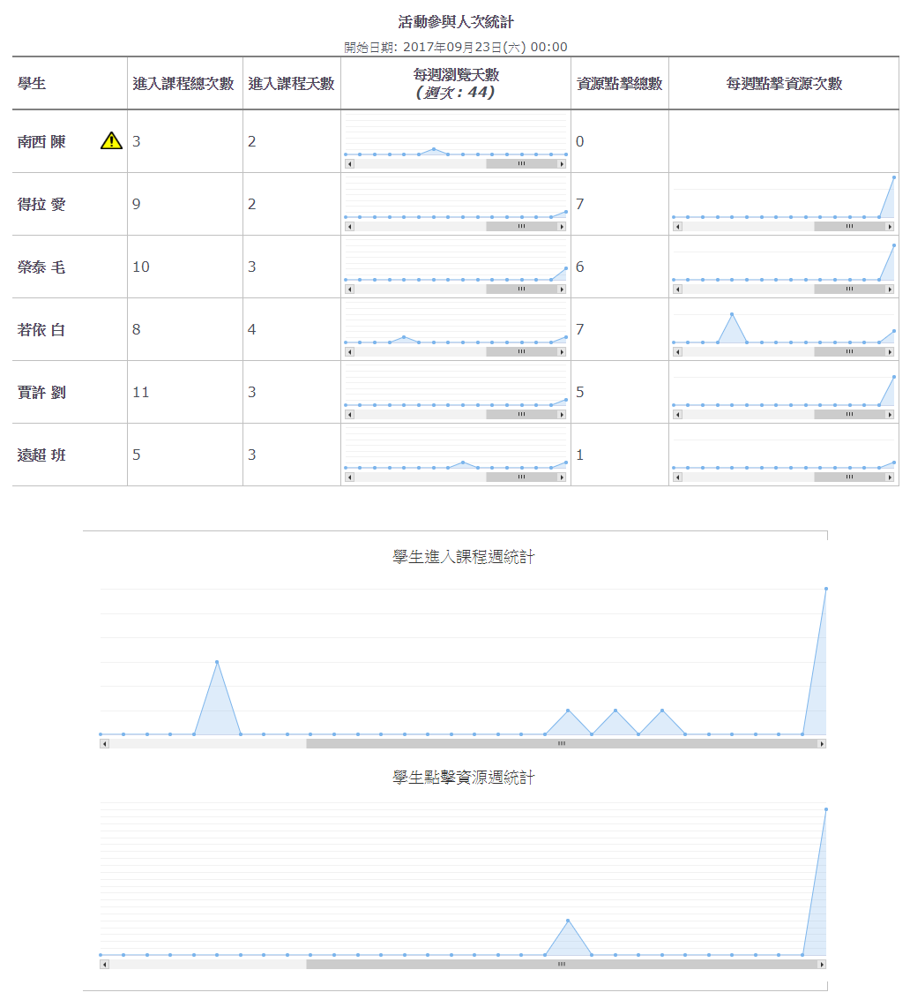 活動參與人次統計
開始日期: 2017年09月23日(六) 00:00
學生 進入課程總次數 進入課程天數 每週瀏覽天數 資源點擊總數 每週點擊資源次數
(週次 : 44)
南西 陳 3 2 0
得拉 愛 9 2 7
榮泰 毛 10 3 6
若依 白 8 4 7
賈許 劉 11 3 5
遠超 班 5 3 1
學生進入課程週統計
學生點擊資源週統計